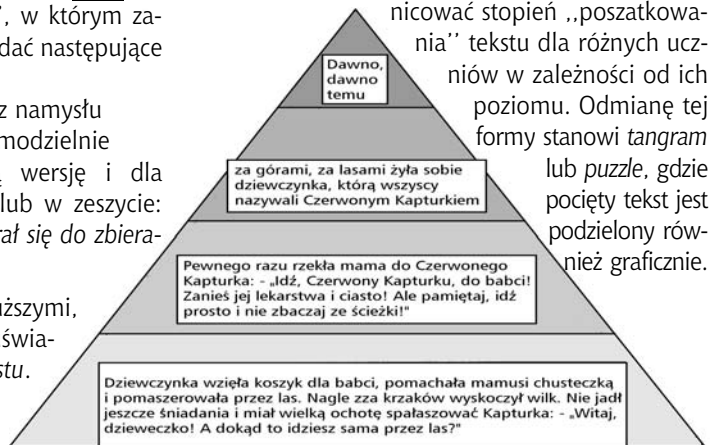 ", w którym za-
dać następujące
z namysłu
modzielnie
wersję i dla
lub w zeszycie:
rał się do zbiera-
uższymi,
świa-
stu.
Dawno,
dawno
temu
za górami, za lasami żyła sobie
dziewczynka, którą wszyscy
nazywali Czerwonym Kapturkiem
Pewnego razu rzekła mama do Czerwonego
Kapturka: - „Idź, Czerwony Kapturku, do babci!
Zanieś jej lekarstwa i ciasto! Ale pamiętaj, idź
prosto i nie zbaczaj ze ścieżki!"
Dziewczynka wzięła koszyk dla babci, pomachała mamusi chusteczką
i pomaszerowała przez las. Nagle zza krzaków wyskoczył wilk. Nie jadł
jeszcze śniadania i miał wielką ochotę spałaszować Kapturka: - „Witaj,
dzieweczko! A dokąd to idziesz sama przez las?"
nicować stopień ,,poszatkowa-
nia'' tekstu dla różnych ucz-
niów w zależności od ich
poziomu. Odmianę tej
formy stanowi tangram
lub puzzle, gdzie
pocięty tekst jest
podzielony rów-
nież graficznie.